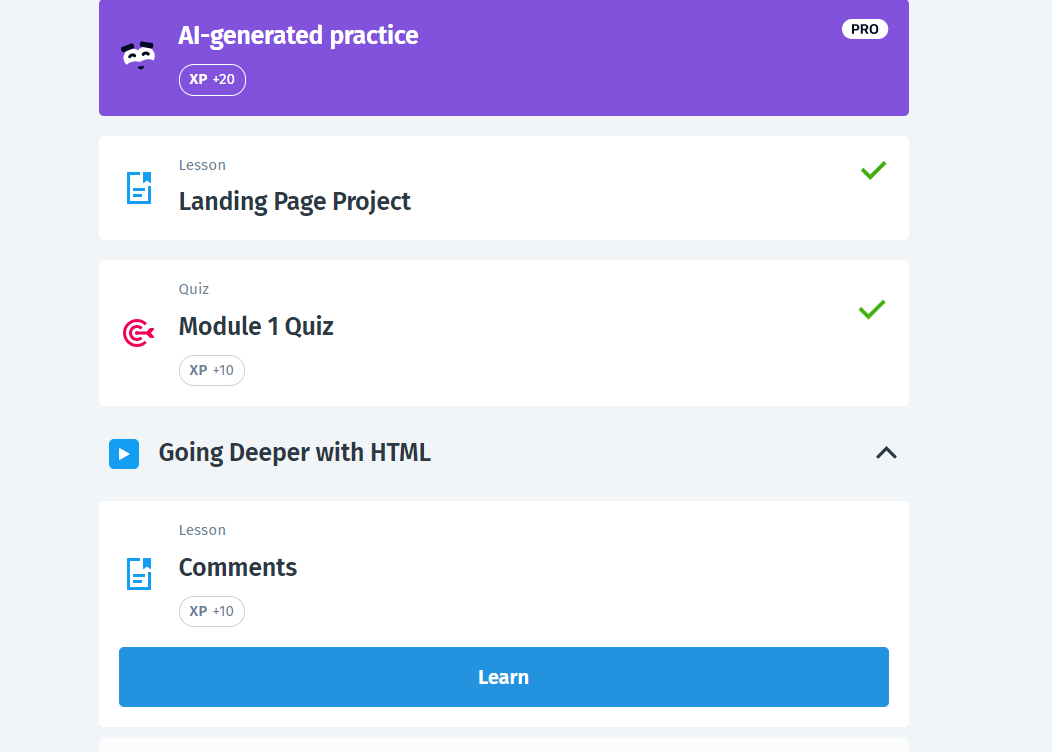 AI-generated practice
PRO
XP +20
Lesson
Landing Page Project
Quiz
Module 1 Quiz
XP +10
Going Deeper with HTML
Lesson
Comments
XP +10
Learn